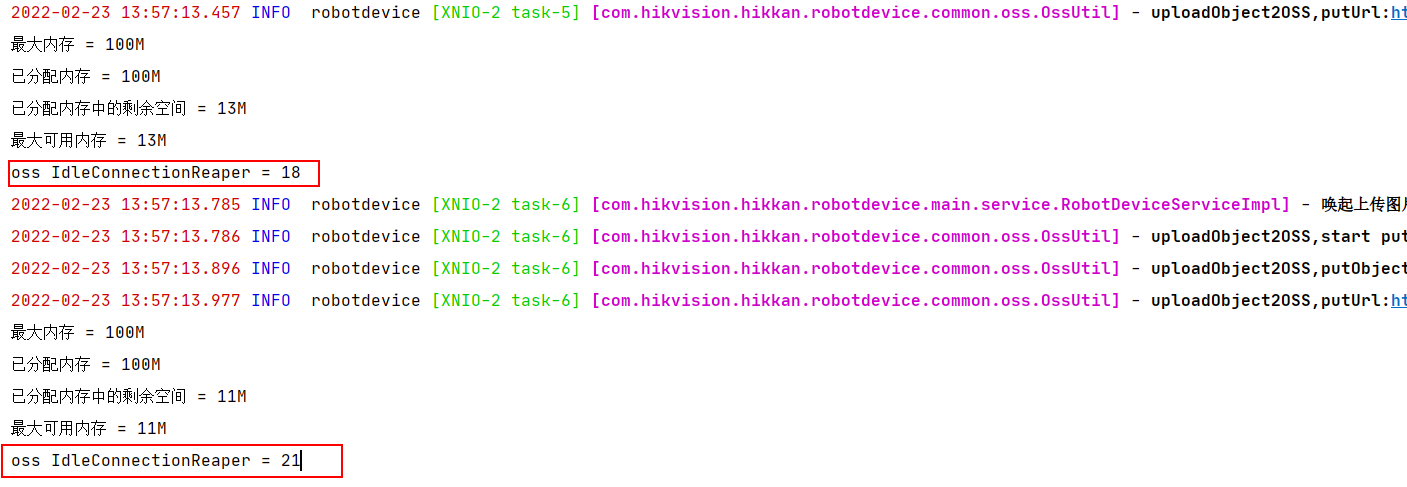 2022-02-23 13:57:13.457 INFO  robotdevice [XNIO-2 task-5] [com.hikvision.hikkan.robotdevice.common.oss.OssUtil] - uploadObject2OSS,putUrl:ht
最大内存 = 100M
已分配内存 = 100M
已分配内存中的剩余空间 = 13M
最大可用内存 = 13M
oss IdleConnectionReaper = 18
2022-02-23 13:57:13.785 INFO  robotdevice [XNIO-2 task-6] [com.hikvision.hikkan.robotdevice.main.service.RobotDeviceServiceImpl] - 唤起上传图
2022-02-23 13:57:13.786 INFO  robotdevice [XNIO-2 task-6] [com.hikvision.hikkan.robotdevice.common.oss.OssUtil] - uploadObject2OSS,start put
2022-02-23 13:57:13.896 INFO  robotdevice [XNIO-2 task-6] [com.hikvision.hikkan.robotdevice.common.oss.OssUtil] - uploadObject2OSS,putObject
2022-02-23 13:57:13.977 INFO  robotdevice [XNIO-2 task-6] [com.hikvision.hikkan.robotdevice.common.oss.OssUtil] - uploadObject2OSS,putUrl:ht
最大内存 = 100M
已分配内存 = 100M
已分配内存中的剩余空间 = 11M
最大可用内存 = 11M
oss IdleConnectionReaper = 21